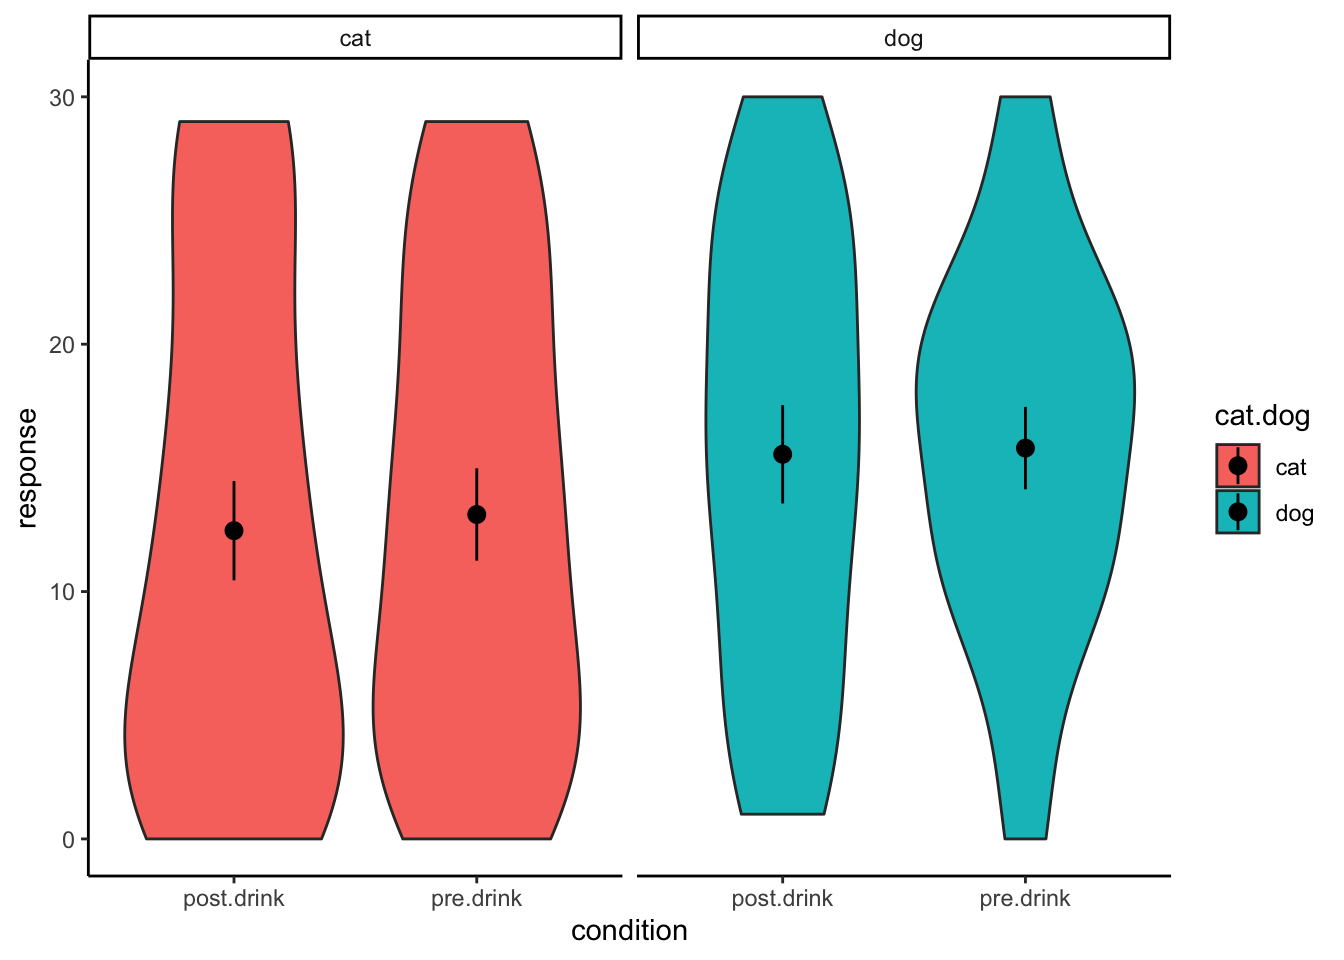 cat
dog
response
30
20
10
0
post.drink
pre.drink
post.drink
pre.drink
condition
cat.dog
cat
dog